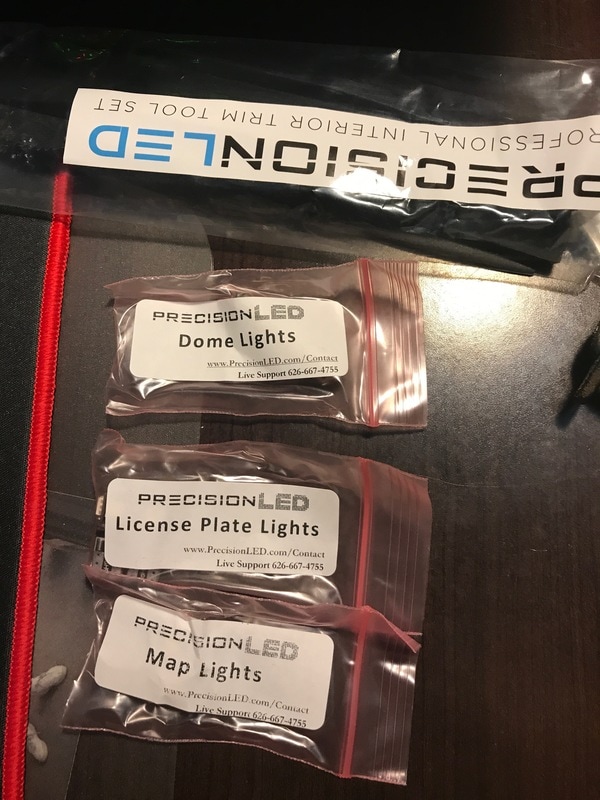 PRECISIONLED
PROFESSIONAL INTERIOR TRIM TOOL SET
PRECISIONLED
Dome Lights
www.PrecisionLED.com/Contact
Live Support 626-667-4755
PRECISIONLED
License Plate Lights
www.PrecisionLED.com/Contact
Live Support 626-667-4755
PRECISIONLED
Map Lights
www.PrecisionLED.com/Contact
Live Support 626-667-4755